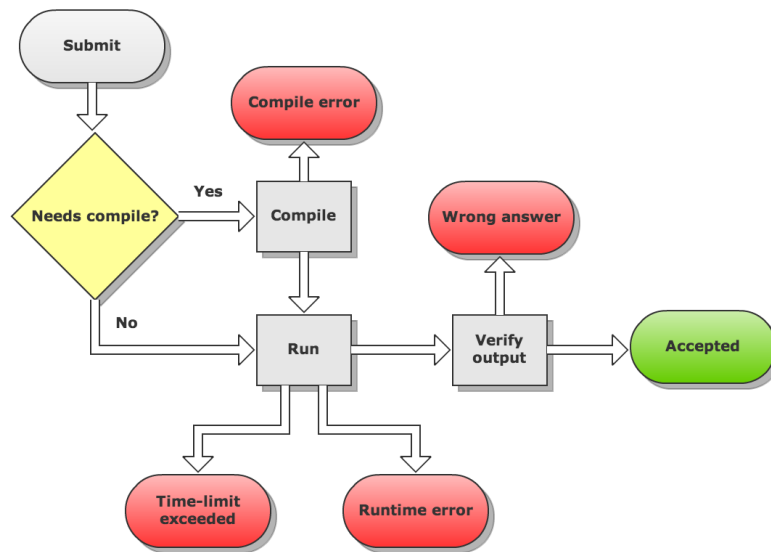 Submit
Compile error
Yes
Needs compile?
Compile
Wrong answer
No
Run
Verify
output
Accepted
Time-limit
exceeded
Runtime error